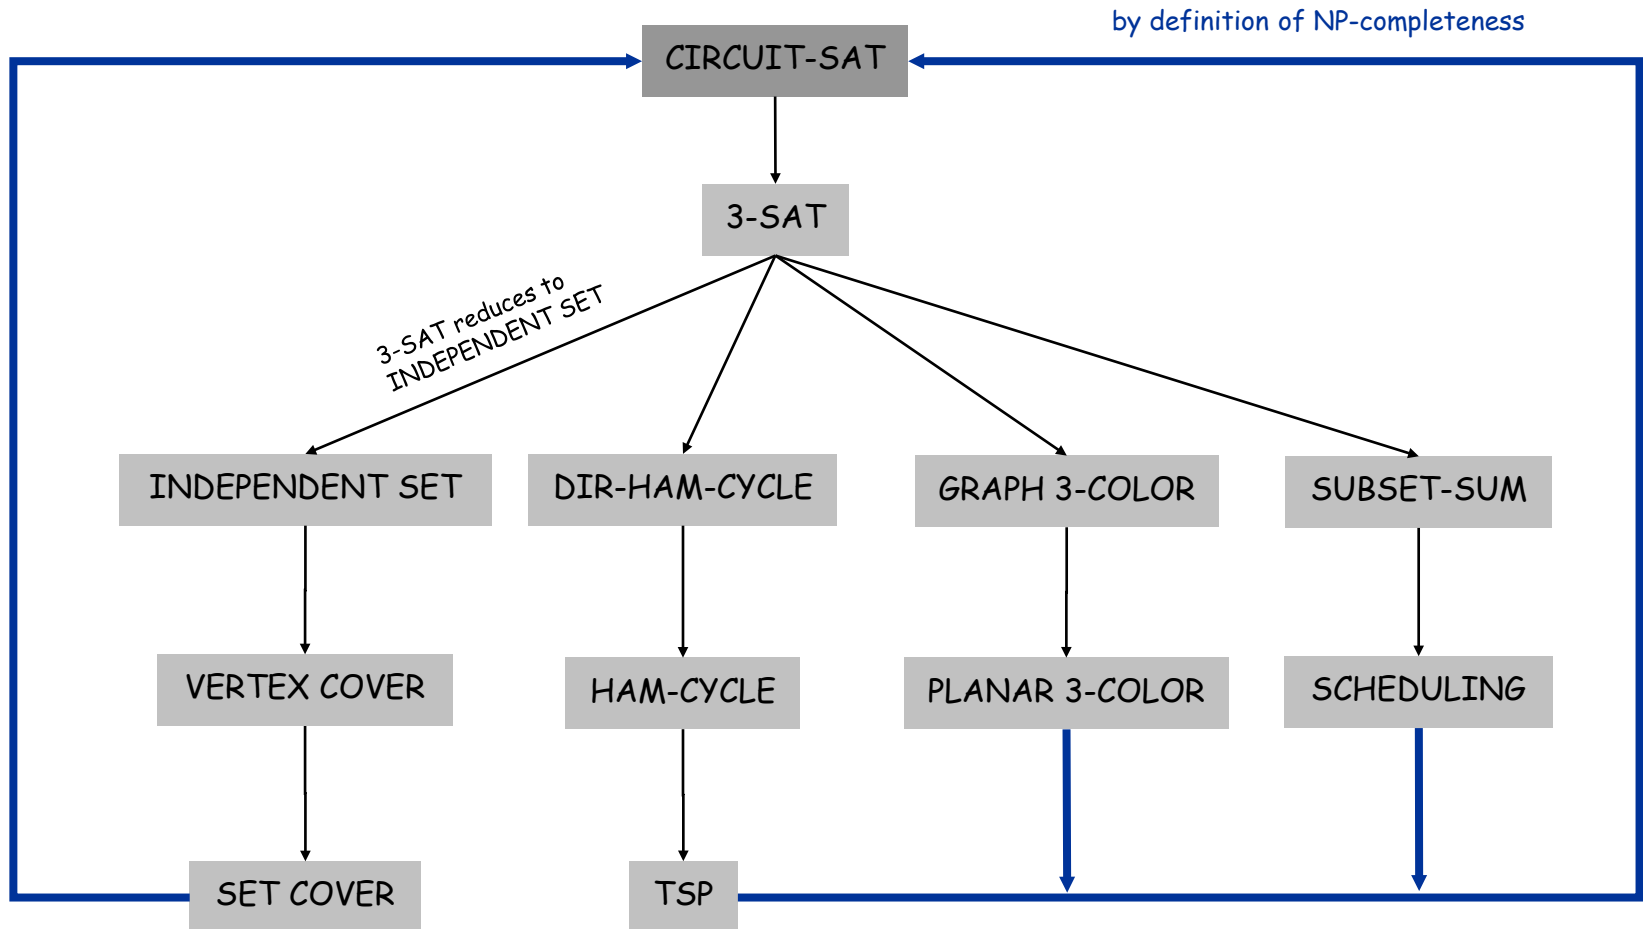 by definition of NP-completeness
CIRCUIT-SAT
3-SAT
3-SAT reduces to
INDEPENDENT SET
INDEPENDENT SET
DIR-HAM-CYCLE
GRAPH 3-COLOR
SUBSET-SUM
VERTEX COVER
HAM-CYCLE
PLANAR 3-COLOR
SCHEDULING
SET COVER
TSP